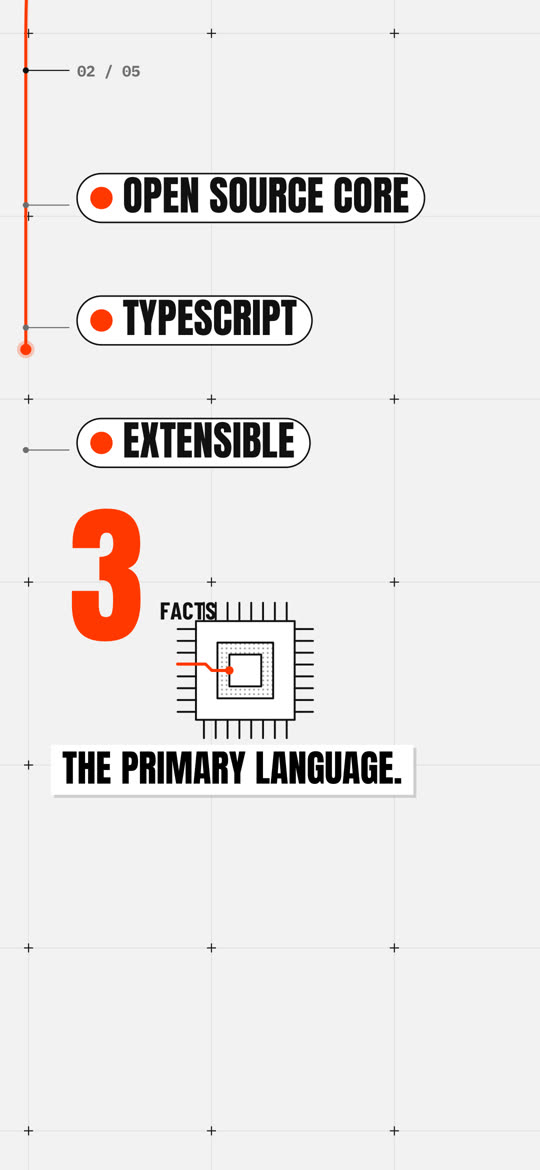 02 / 05
OPEN SOURCE CORE
TYPESCRIPT
EXTENSIBLE
3
FACTS
THE PRIMARY LANGUAGE.